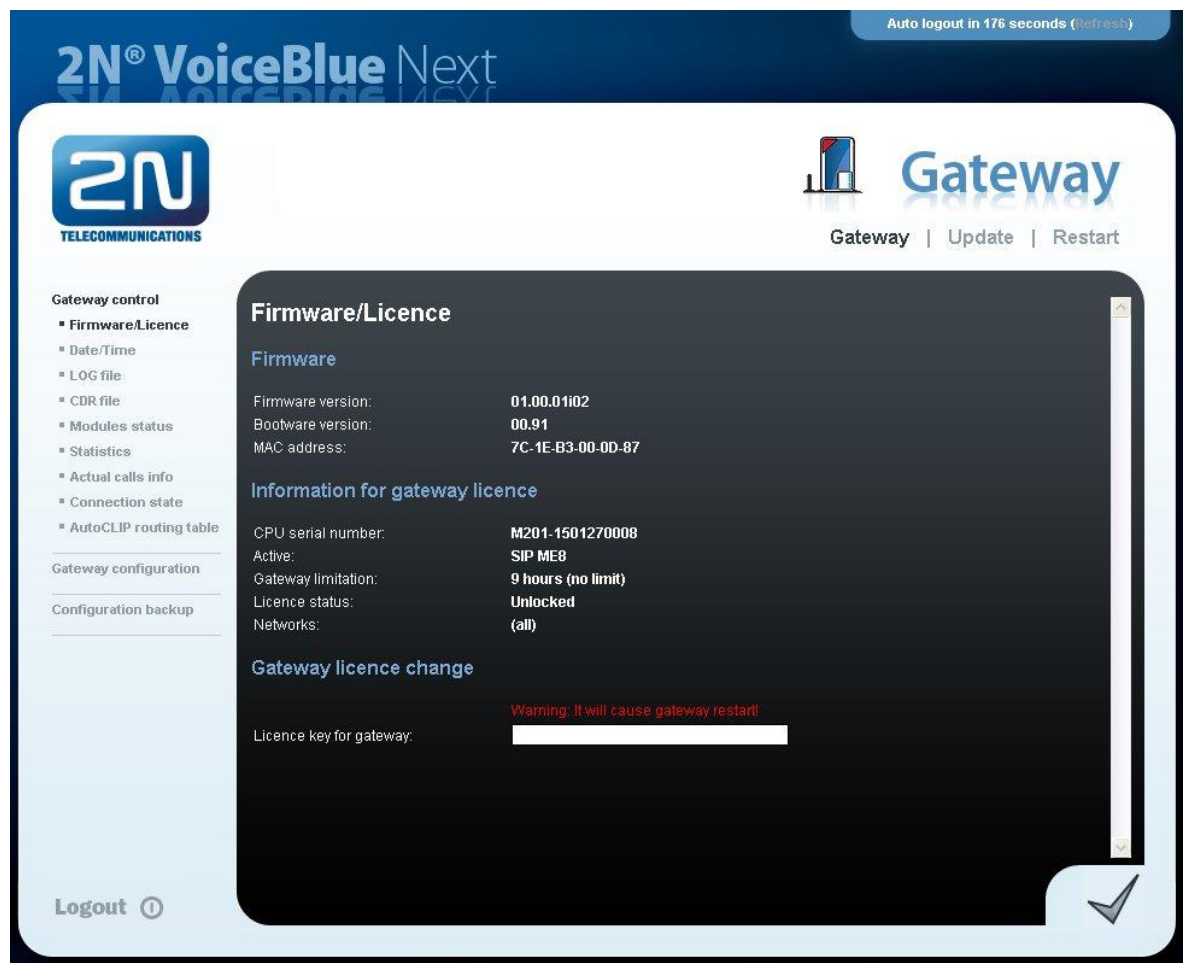 Auto logout in 176 seconds (Refresh)
2N® VoiceBlue Next
2N
TELECOMMUNICATIONS
Gateway
Gateway | Update | Restart
Gateway control
Firmware/Licence
Date/Time
LOG file
CDR file
Modules status
Statistics
Actual calls info
Connection state
AutoCLIP routing table
Gateway configuration
Configuration backup
Logout
Firmware/Licence
Firmware
Firmware version: 01.00.01i02
Bootware version: 00.91
MAC address: 7C-1E-B3-00-0D-87
Information for gateway licence
CPU serial number: M201-1501270008
Active: SIP ME8
Gateway limitation: 9 hours (no limit)
Licence status: Unlocked
Networks: (all)
Gateway licence change
Warning: It will cause gateway restart!
Licence key for gateway: